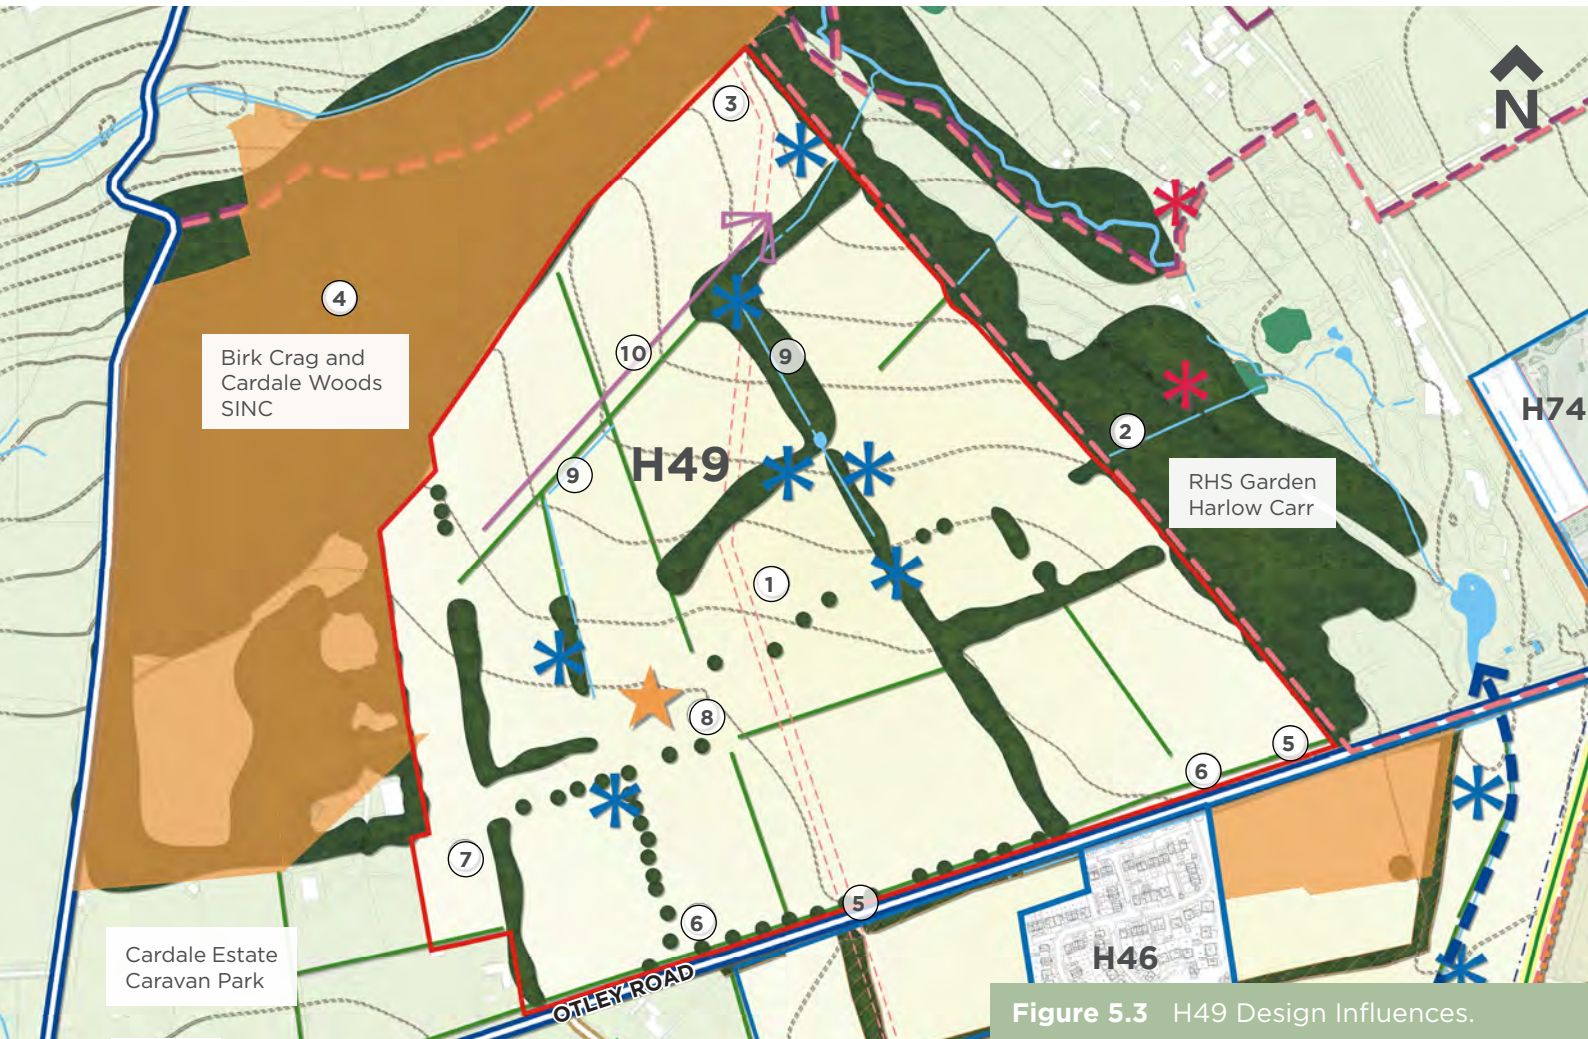 N
3
4
Birk Crag and
Cardale Woods
SINC
10
9
H74
2
H49
9
RHS Garden
Harlow Carr
1
8
5
6
7
5
6
Cardale Estate
Caravan Park
H46
OTLEY ROAD
Figure 5.3 H49 Design Influences.